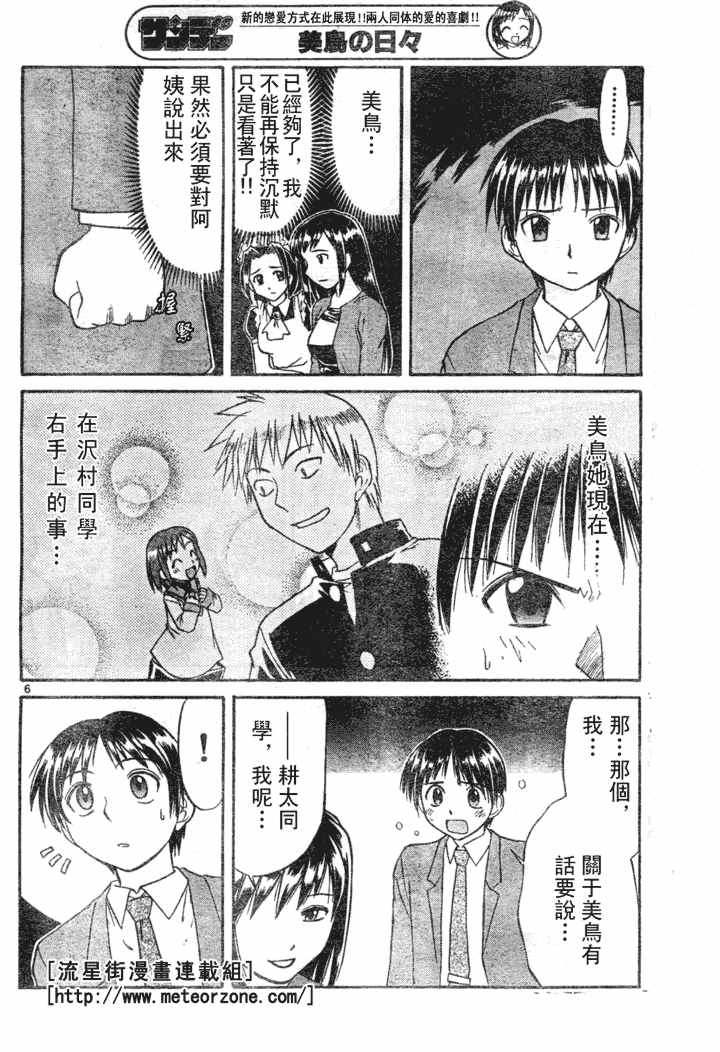 サンデー
新的戀愛方式在此展現!!兩人同体的愛的喜劇!!
美鳥の日々
………
美鳥…
已經夠了，我
不能再保持沉默
只是看著了!!
果然必須要對阿
姨說出來
握緊
美鳥她現在……
在沢村同學
右手上的事…
6
那…那個，
我…
關于美鳥有
話要說…
——耕太同
學，我呢…
！
[流星街漫畫連載組]
[http://www.meteorzone.com/]